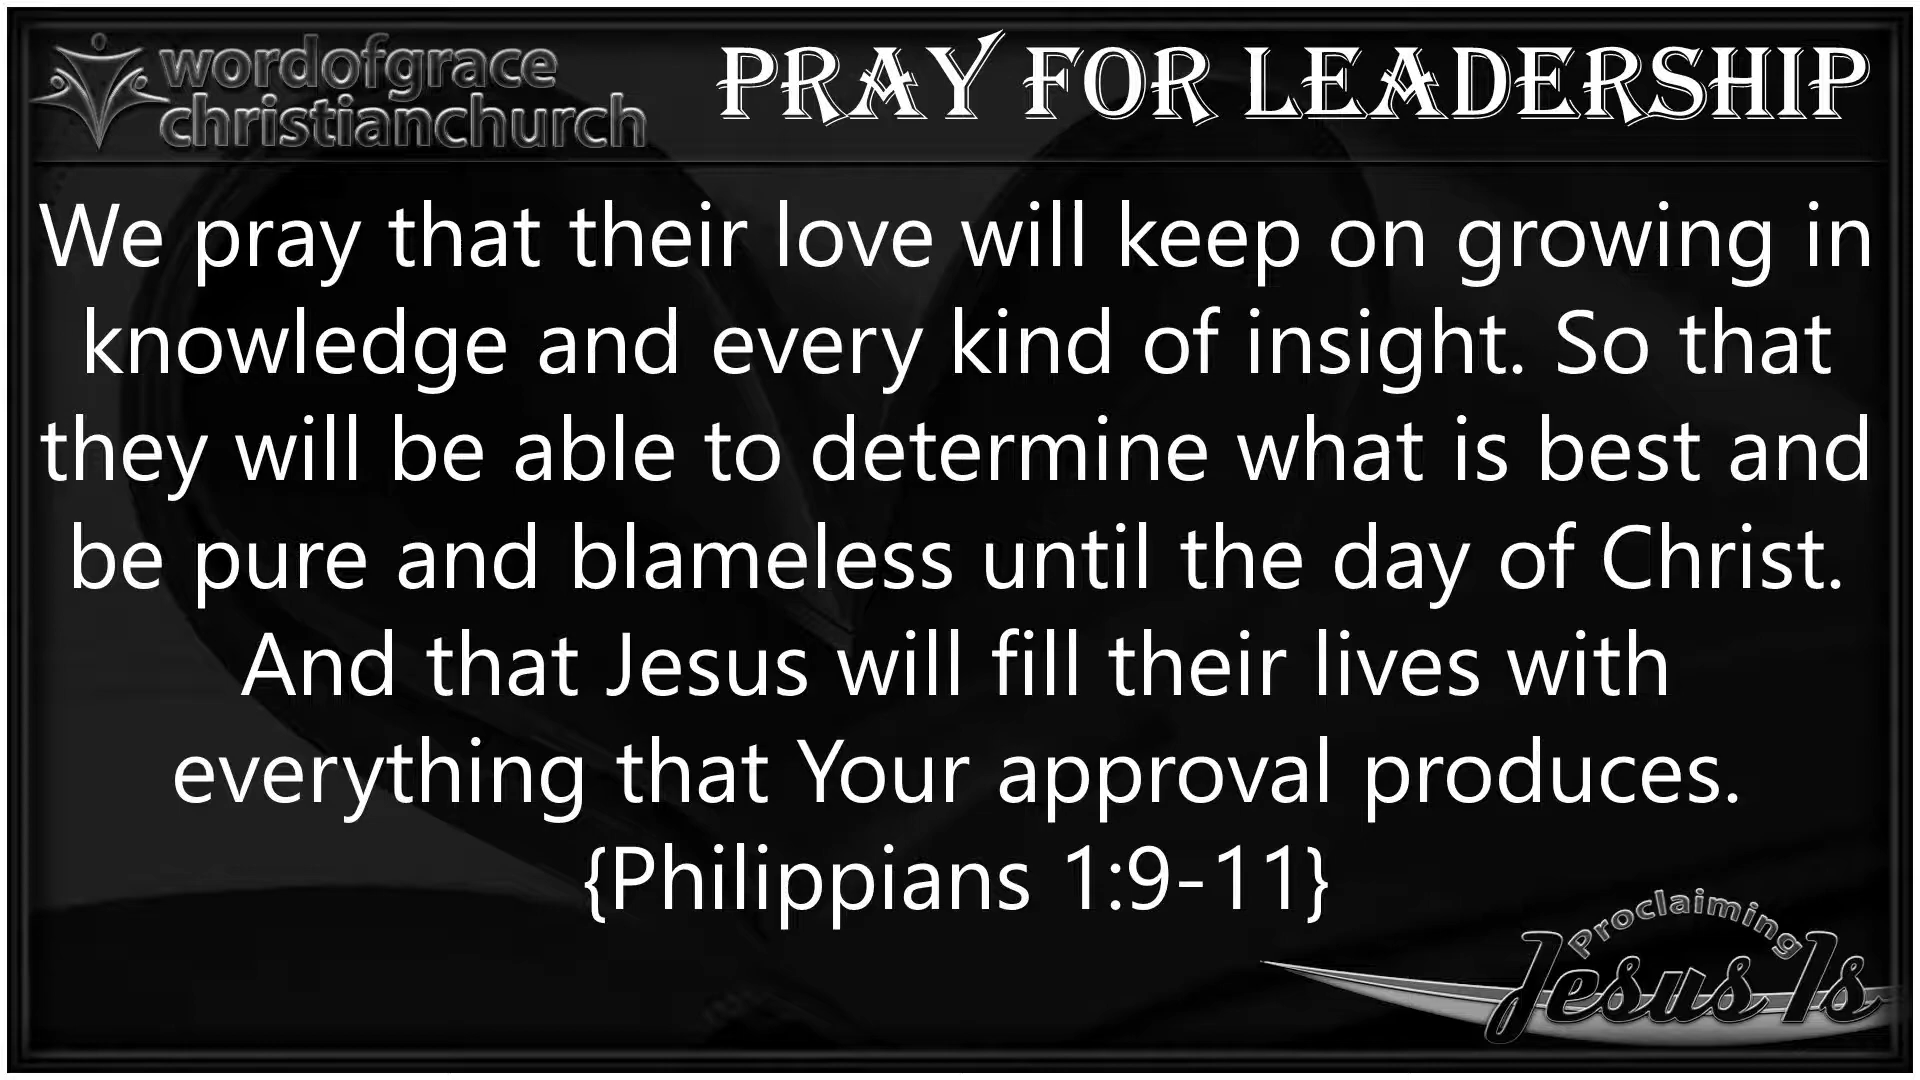 wordofgrace
christianchurch
PRAY FOR LEADERSHIP
We pray that their love will keep on growing in
knowledge and every kind of insight. So that
they will be able to determine what is best and
be pure and blameless until the day of Christ.
And that Jesus will fill their lives with
everything that Your approval produces.
{Philippians 1:9-11}
Proclaiming
Jesus Is